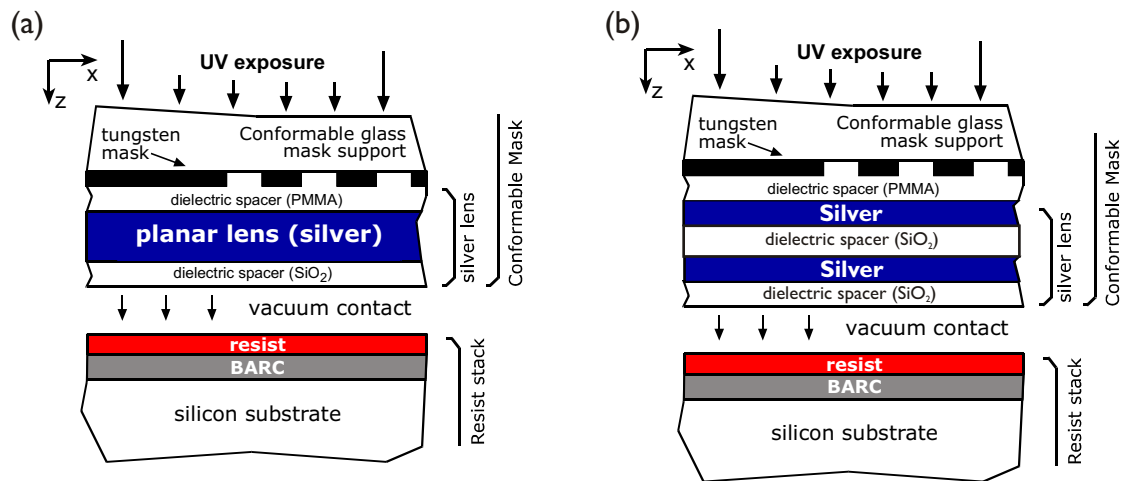 (a)
x
z
UV exposure
tungsten
mask
Conformable glass
mask support
dielectric spacer (PMMA)
planar lens (silver)
dielectric spacer (SiO₂)
silver lens
Conformable Mask
vacuum contact
resist
BARC
silicon substrate
Resist stack
(b)
x
z
UV exposure
tungsten
mask
Conformable glass
mask support
dielectric spacer (PMMA)
Silver
dielectric spacer (SiO₂)
Silver
dielectric spacer (SiO₂)
silver lens
Conformable Mask
vacuum contact
resist
BARC
silicon substrate
Resist stack